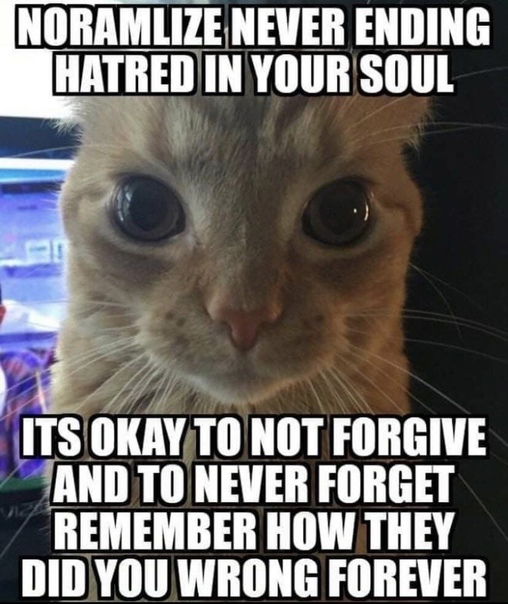 NORAMLIZE NEVER ENDING
HATRED IN YOUR SOUL
ITS OKAY TO NOT FORGIVE
AND TO NEVER FORGET
REMEMBER HOW THEY
DID YOU WRONG FOREVER